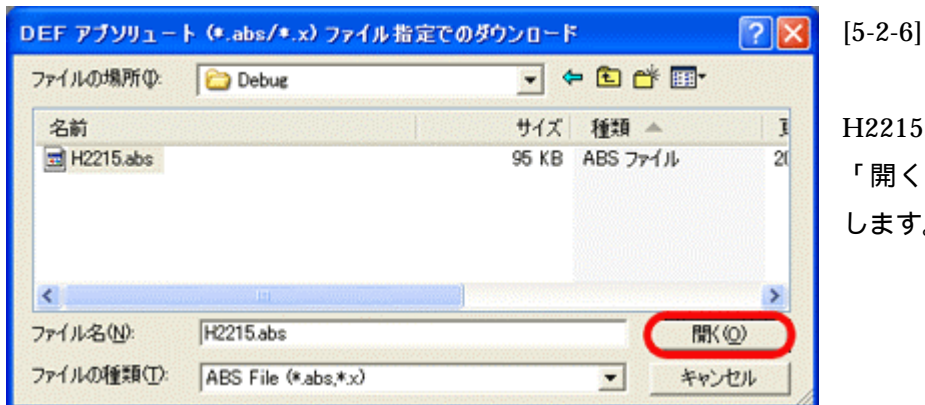 DEF アブソリュート (*.abs/*.x) ファイル指定でのダウンロード
[5-2-6]
ファイルの場所(I):
Debug
名前 サイズ 種類
H2215.abs 95 KB ABS ファイル 20
H2215
「開く
します。
ファイル名(N): H2215.abs 開く(O)
ファイルの種類(T): ABS File (*.abs,*.x) キャンセル